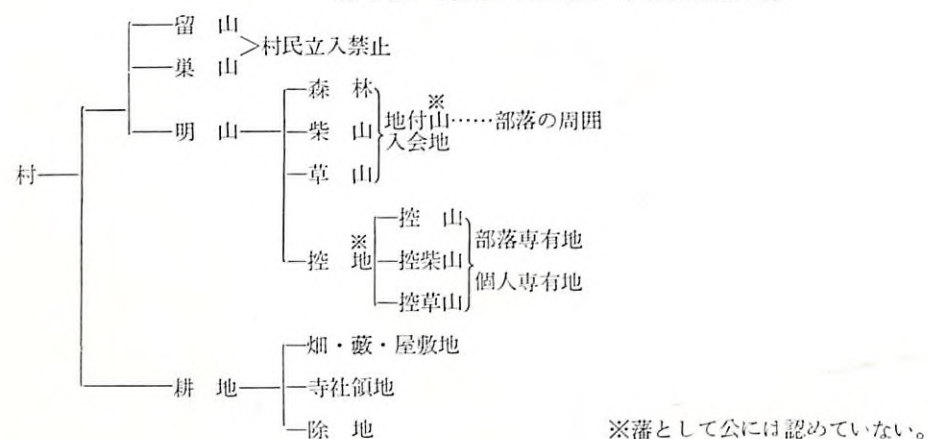 留山
巣山
>村民立入禁止
明山
森林
柴山
草山
※
地付山……部落の周囲
入会地
村
※
控地
控山
控柴山
控草山
部落専有地
個人専有地
耕地
畑・藪・屋敷地
寺社領地
除地
※藩として公には認めていない。